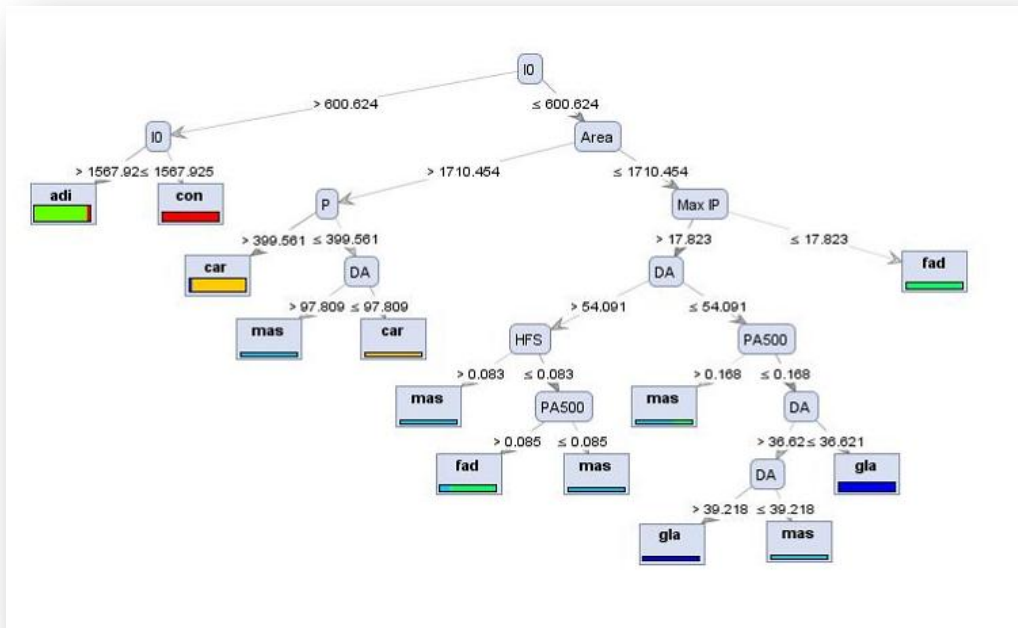 I0
> 600.624 ≤ 600.624
I0 Area
> 1567.92≤ 1567.925 > 1710.454 ≤ 1710.454
adi con P Max IP
> 399.561 ≤ 399.561 > 17.823 ≤ 17.823
car DA DA fad
> 97.809 ≤ 97.809 > 54.091 ≤ 54.091
mas car HFS PA500
> 0.083 ≤ 0.083 > 0.168 ≤ 0.168
mas PA500 mas DA
> 0.085 ≤ 0.085 > 36.62≤ 36.621
fad mas DA gla
> 39.218 ≤ 39.218
gla mas